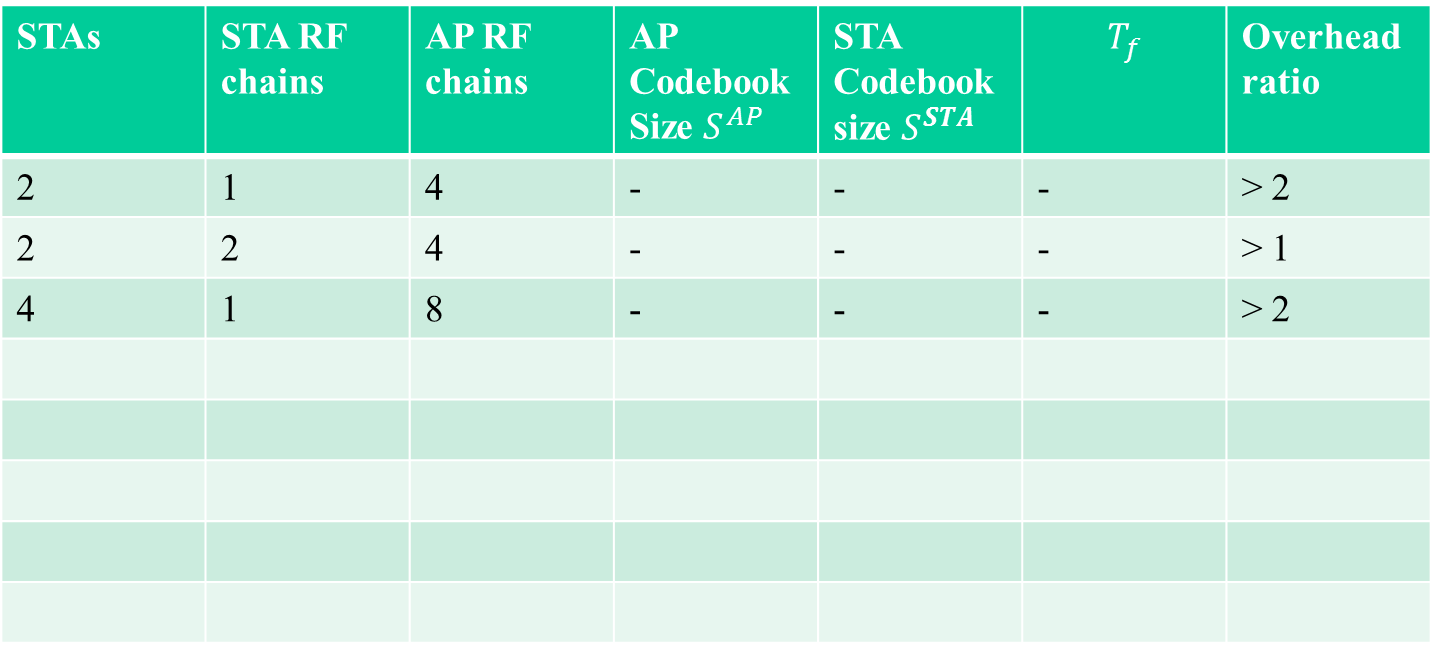 STAs STA RF chains AP RF chains AP Codebook Size $S^{AP}$ STA Codebook size $S^{STA}$ $T_f$ Overhead ratio
2 1 4 - - - > 2
2 2 4 - - - > 1
4 1 8 - - - > 2